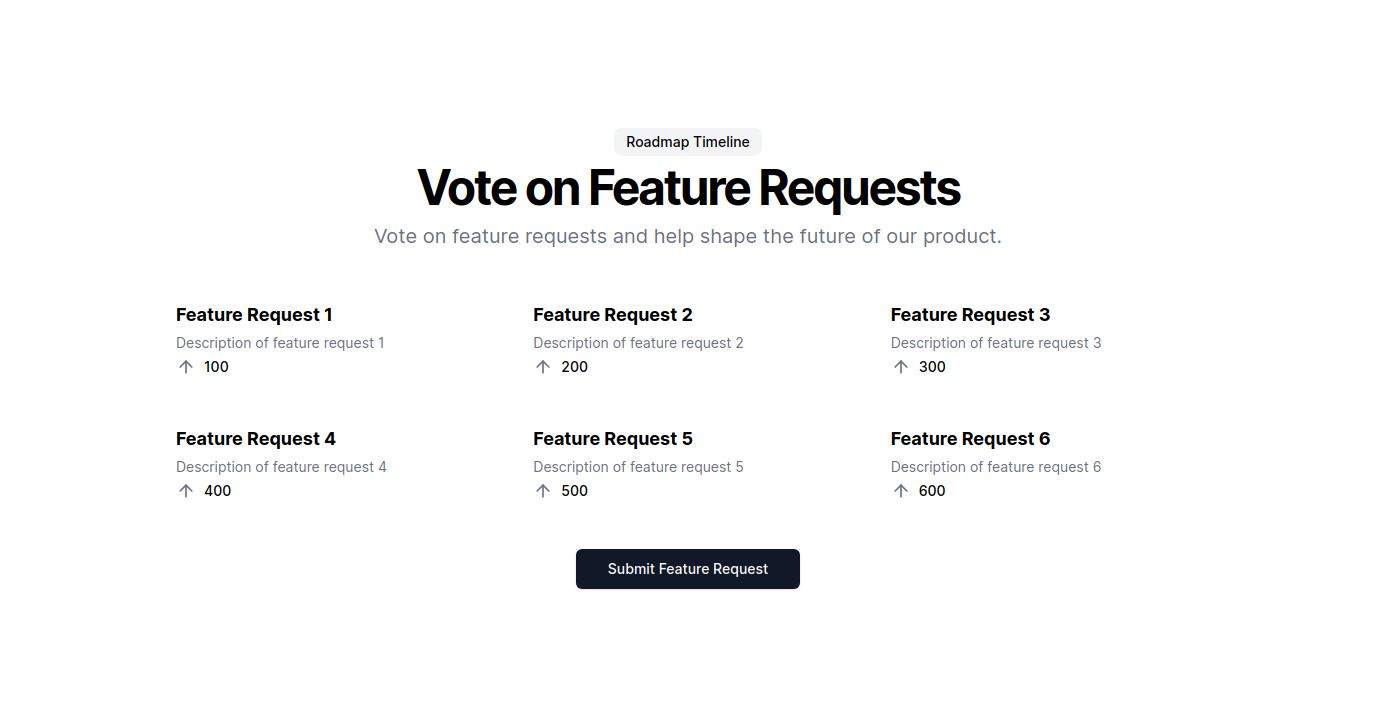 Roadmap Timeline
Vote on Feature Requests
Vote on feature requests and help shape the future of our product.
Feature Request 1
Description of feature request 1
100
Feature Request 2
Description of feature request 2
200
Feature Request 3
Description of feature request 3
300
Feature Request 4
Description of feature request 4
400
Feature Request 5
Description of feature request 5
500
Feature Request 6
Description of feature request 6
600
Submit Feature Request